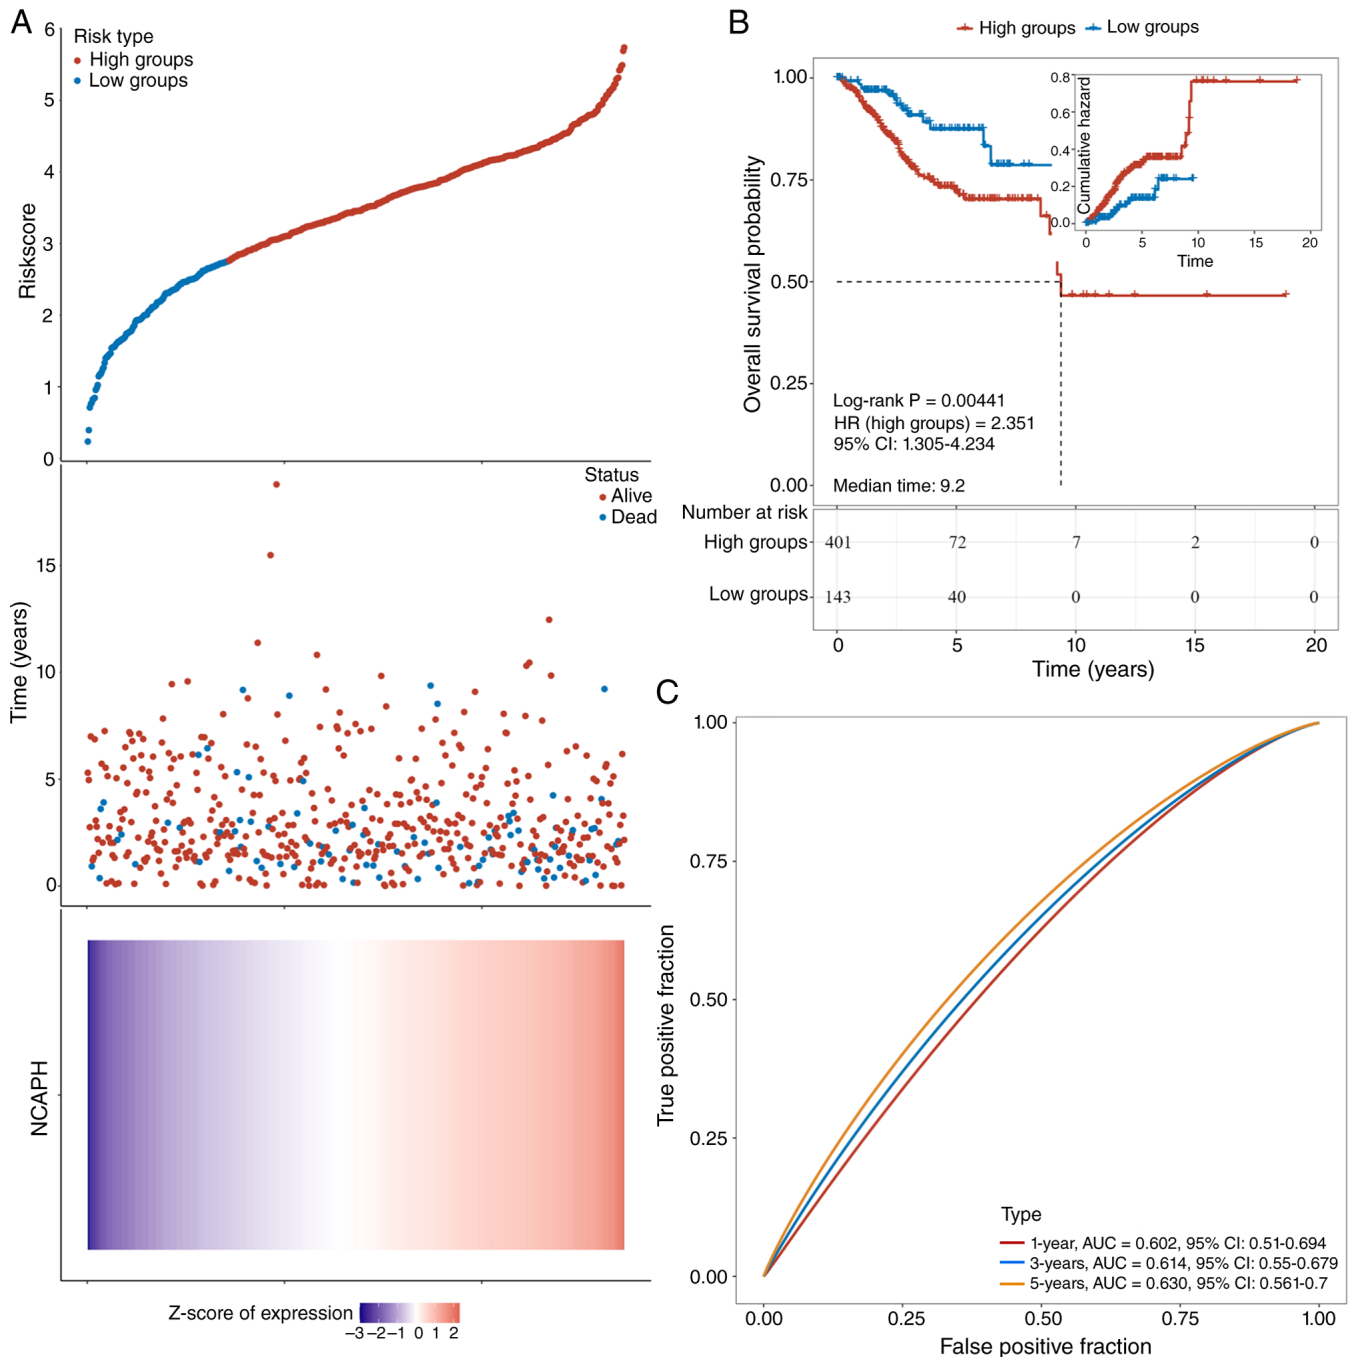 A
6
5
4
3
2
1
0
Riskscore
Risk type
High groups
Low groups
Status
Alive
Dead
15
10
5
0
Time (years)
NCAPH
Z-score of expression
−3 −2 −1 0 1 2
B
High groups Low groups
1.00
0.75
0.50
0.25
0.00
Overall survival probability
Log-rank P = 0.00441
HR (high groups) = 2.351
95% CI: 1.305-4.234
Median time: 9.2
0.8
0.6
0.4
0.2
0.0
Cumulative hazard
0 5 10 15 20
Time
Number at risk
High groups 401 72 7 2 0
Low groups 143 40 0 0 0
0 5 10 15 20
Time (years)
C
1.00
0.75
0.50
0.25
0.00
True positive fraction
Type
1-year, AUC = 0.602, 95% CI: 0.51-0.694
3-years, AUC = 0.614, 95% CI: 0.55-0.679
5-years, AUC = 0.630, 95% CI: 0.561-0.7
0.00 0.25 0.50 0.75 1.00
False positive fraction